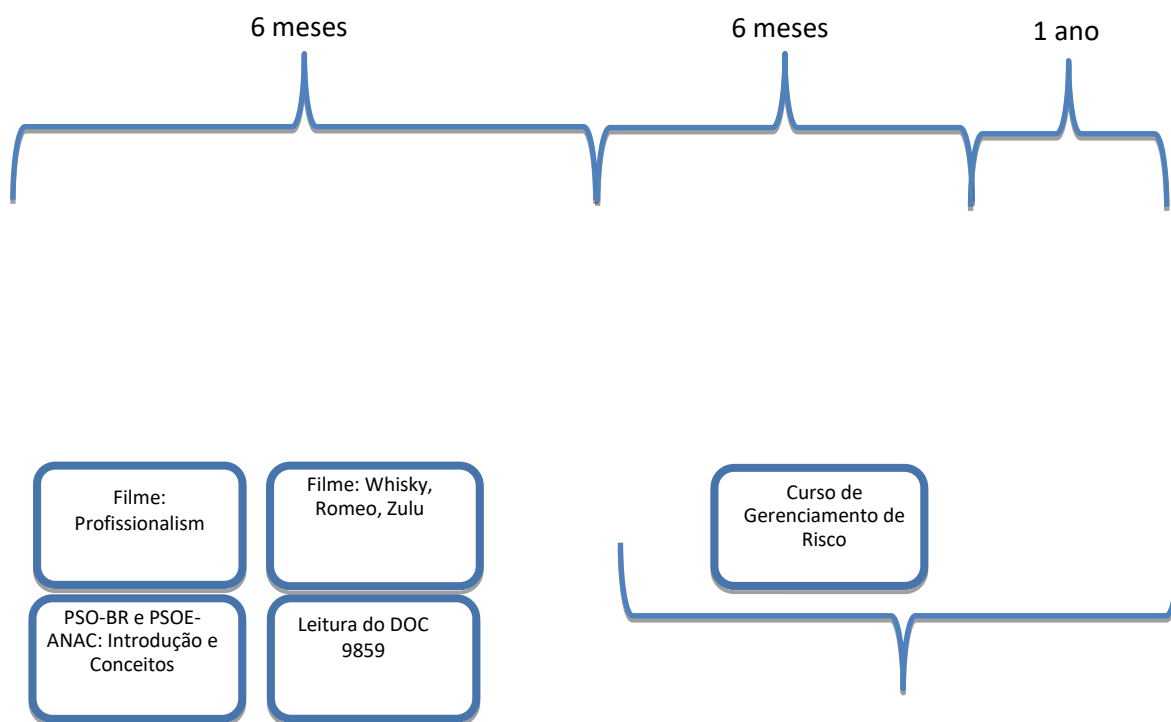 6 meses
6 meses
1 ano
Filme:
Profissionalism
Filme: Whisky,
Romeo, Zulu
Curso de
Gerenciamento de
Risco
PSO-BR e PSOE-
ANAC: Introdução e
Conceitos
Leitura do DOC
9859